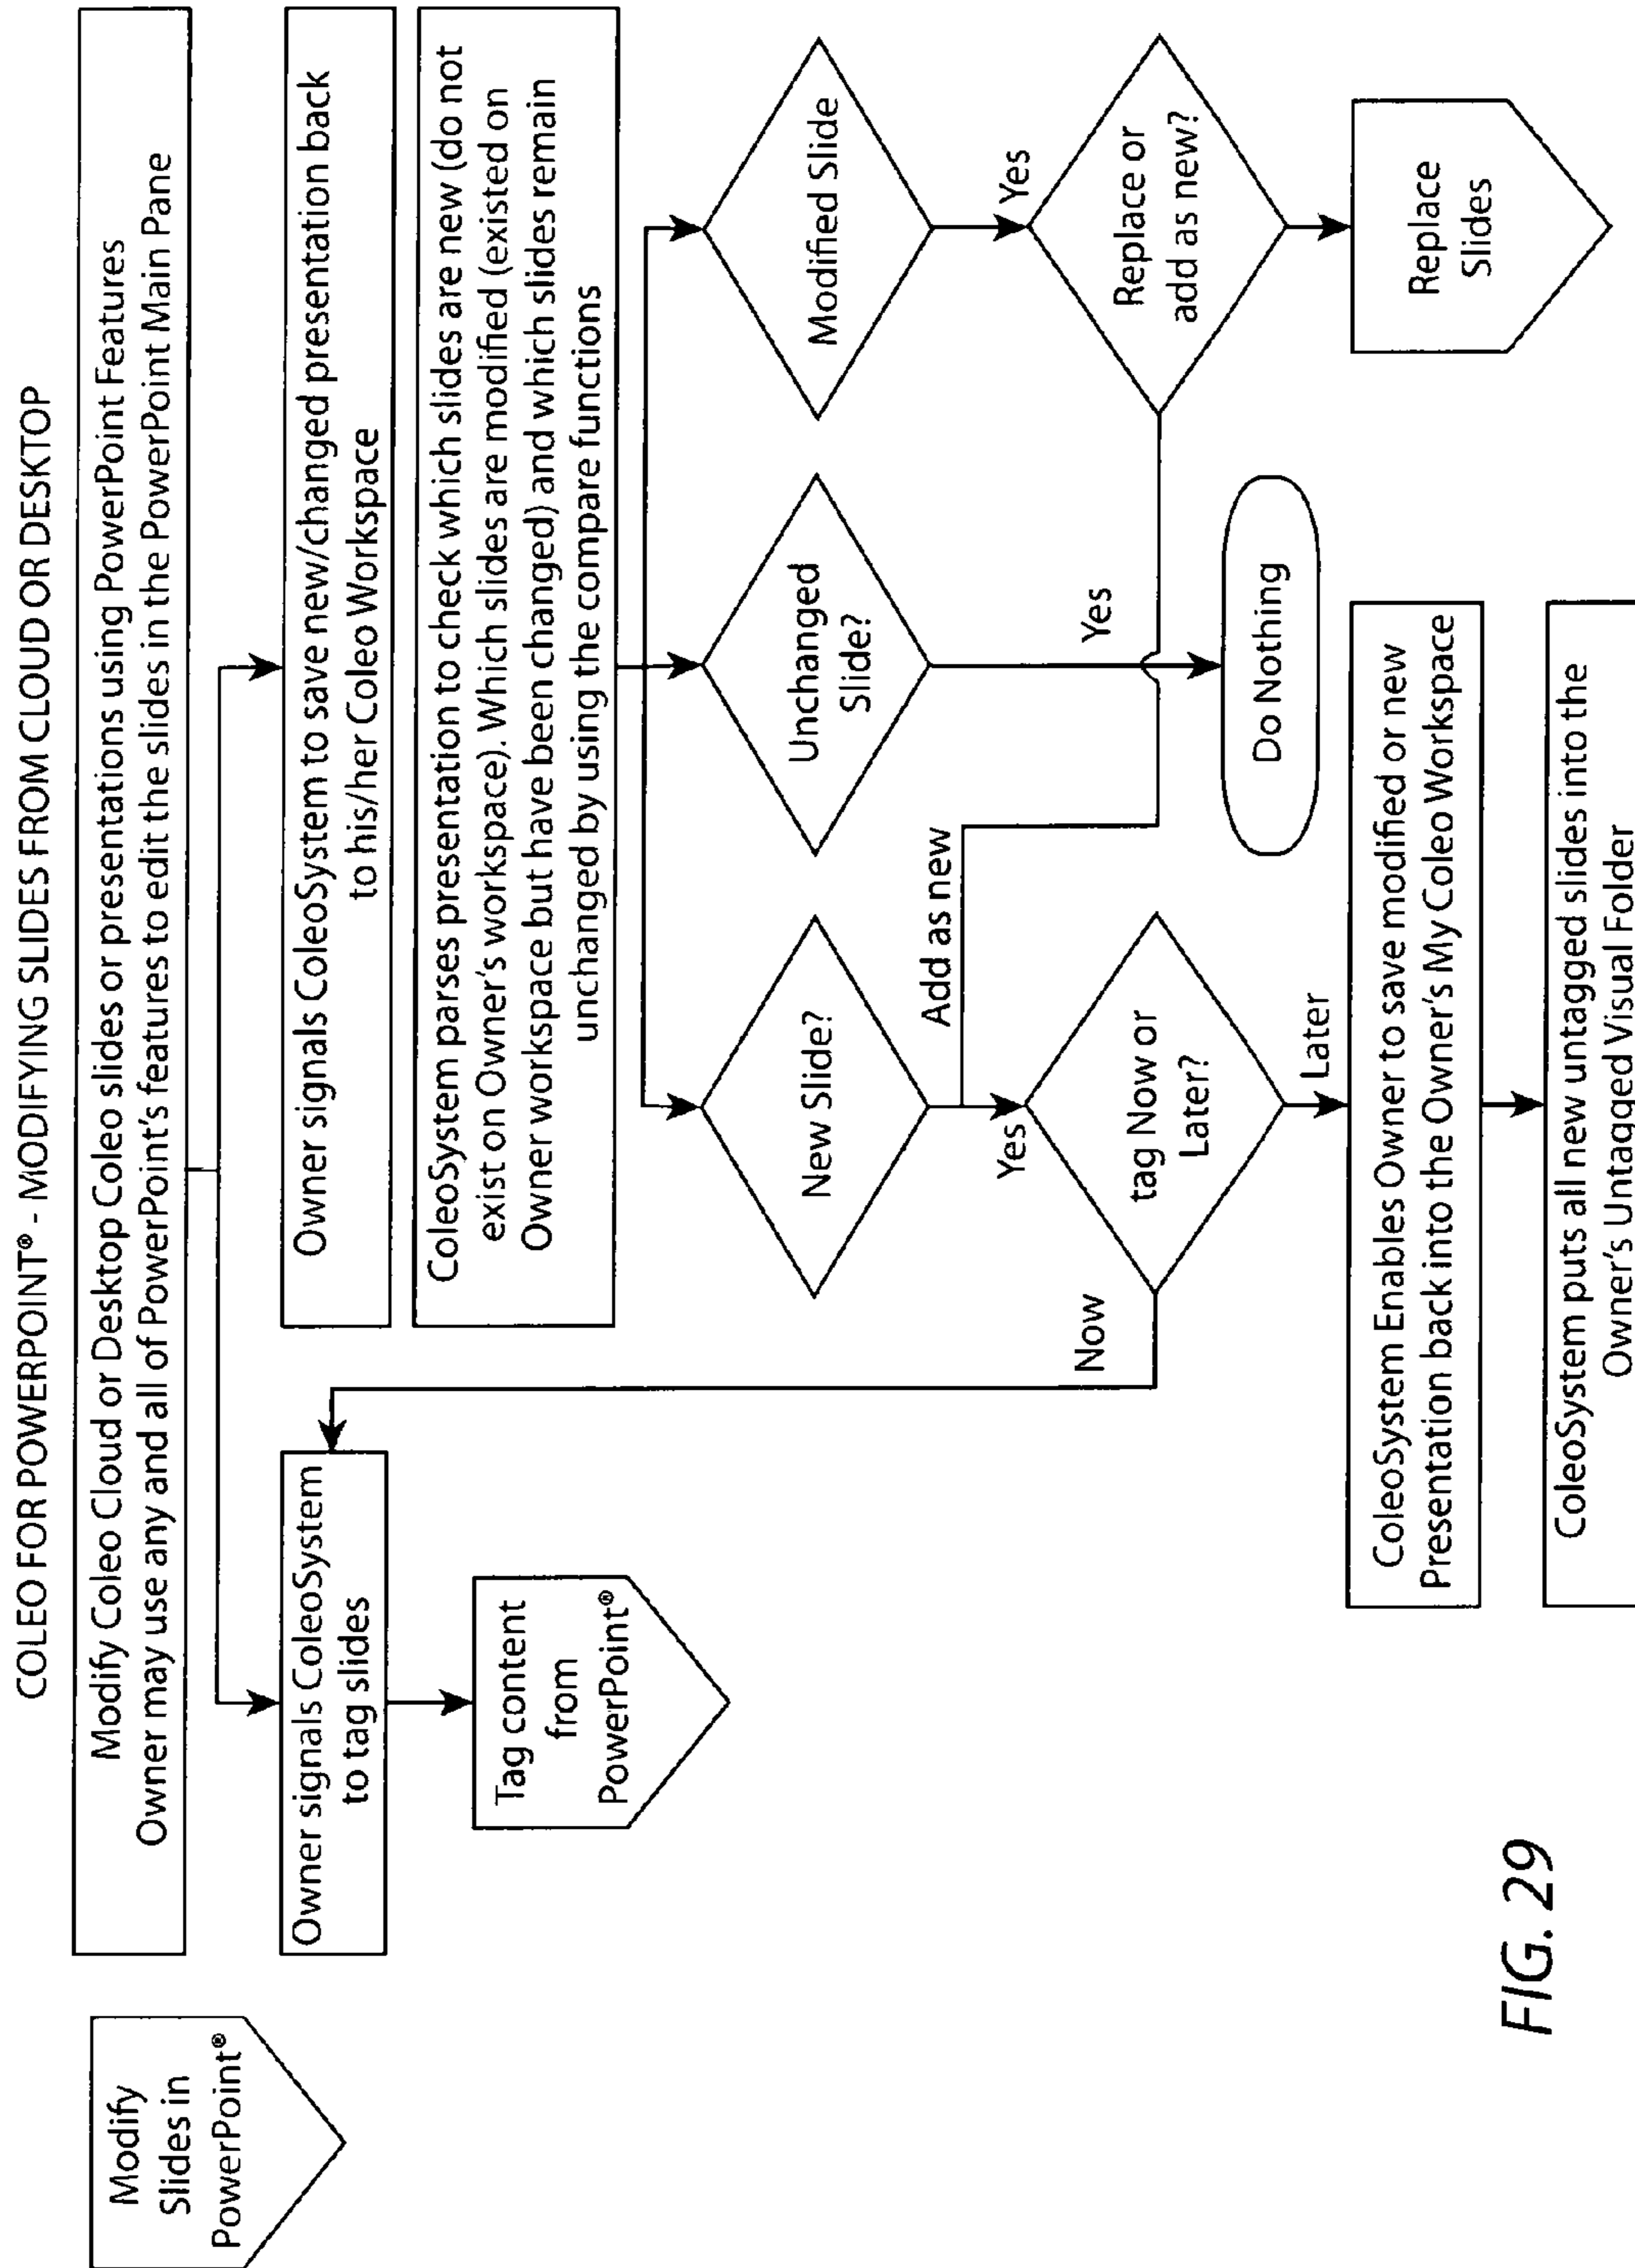 COLEO FOR POWERPOINT® - MODIFYING SLIDES FROM CLOUD OR DESKTOP
Modify
Slides in
PowerPoint®
Modify Coleo Cloud or Desktop Coleo slides or presentations using PowerPoint Features
Owner may use any and all of PowerPoint's features to edit the slides in the PowerPoint Main Pane
Owner signals ColeoSystem
to tag slides
Tag content
from
PowerPoint®
Owner signals ColeoSystem to save new/changed presentation back
to his/her Coleo Workspace
ColeoSystem parses presentation to check which slides are new (do not
exist on Owner's workspace). Which slides are modified (existed on
Owner workspace but have been changed) and which slides remain
unchanged by using the compare functions
New Slide?
Unchanged
Slide?
Modified Slide
Yes
Add as new
Yes
Yes
Now
tag Now or
Later?
Replace or
add as new?
Later
Do Nothing
Replace
Slides
ColeoSystem Enables Owner to save modified or new
Presentation back into the Owner's My Coleo Workspace
ColeoSystem puts all new untagged slides into the
Owner's Untagged Visual Folder
FIG. 29